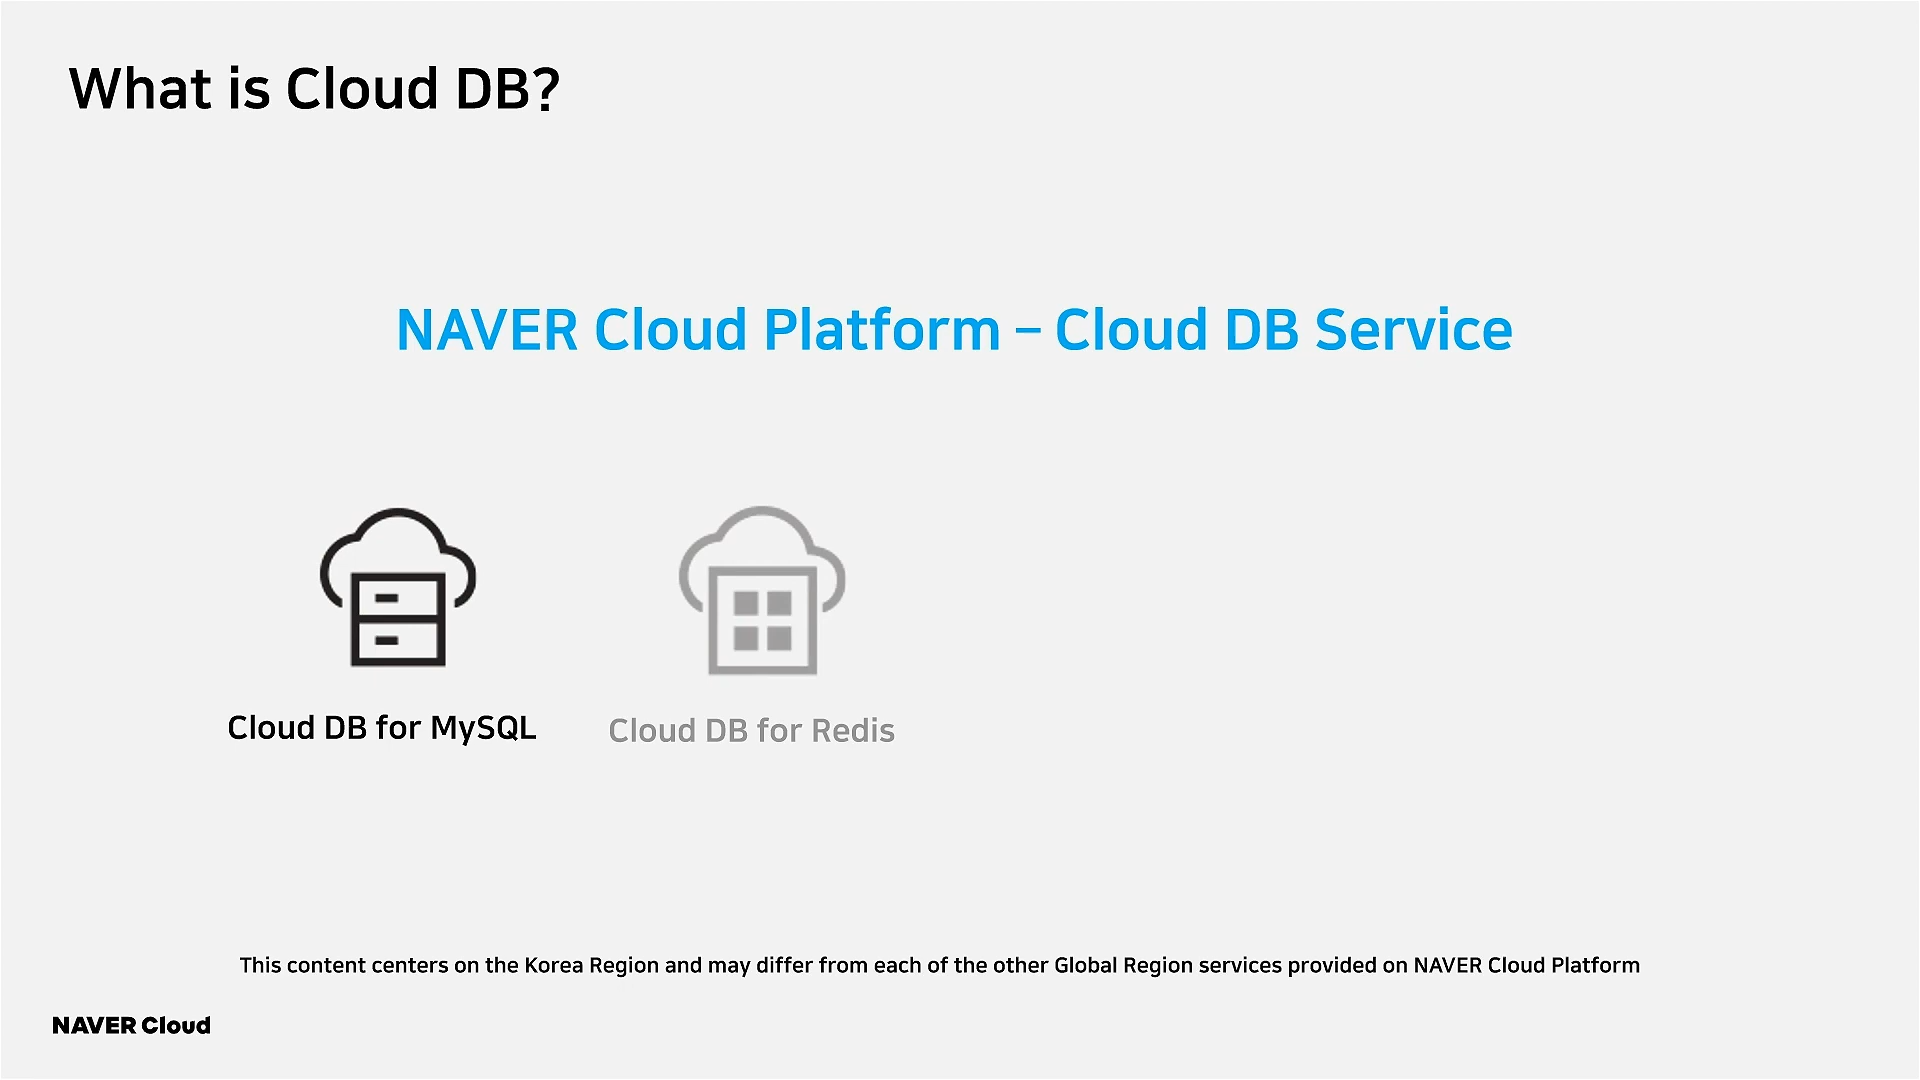 What is Cloud DB?
NAVER Cloud Platform – Cloud DB Service
Cloud DB for MySQL
Cloud DB for Redis
This content centers on the Korea Region and may differ from each of the other Global Region services provided on NAVER Cloud Platform
NAVER Cloud